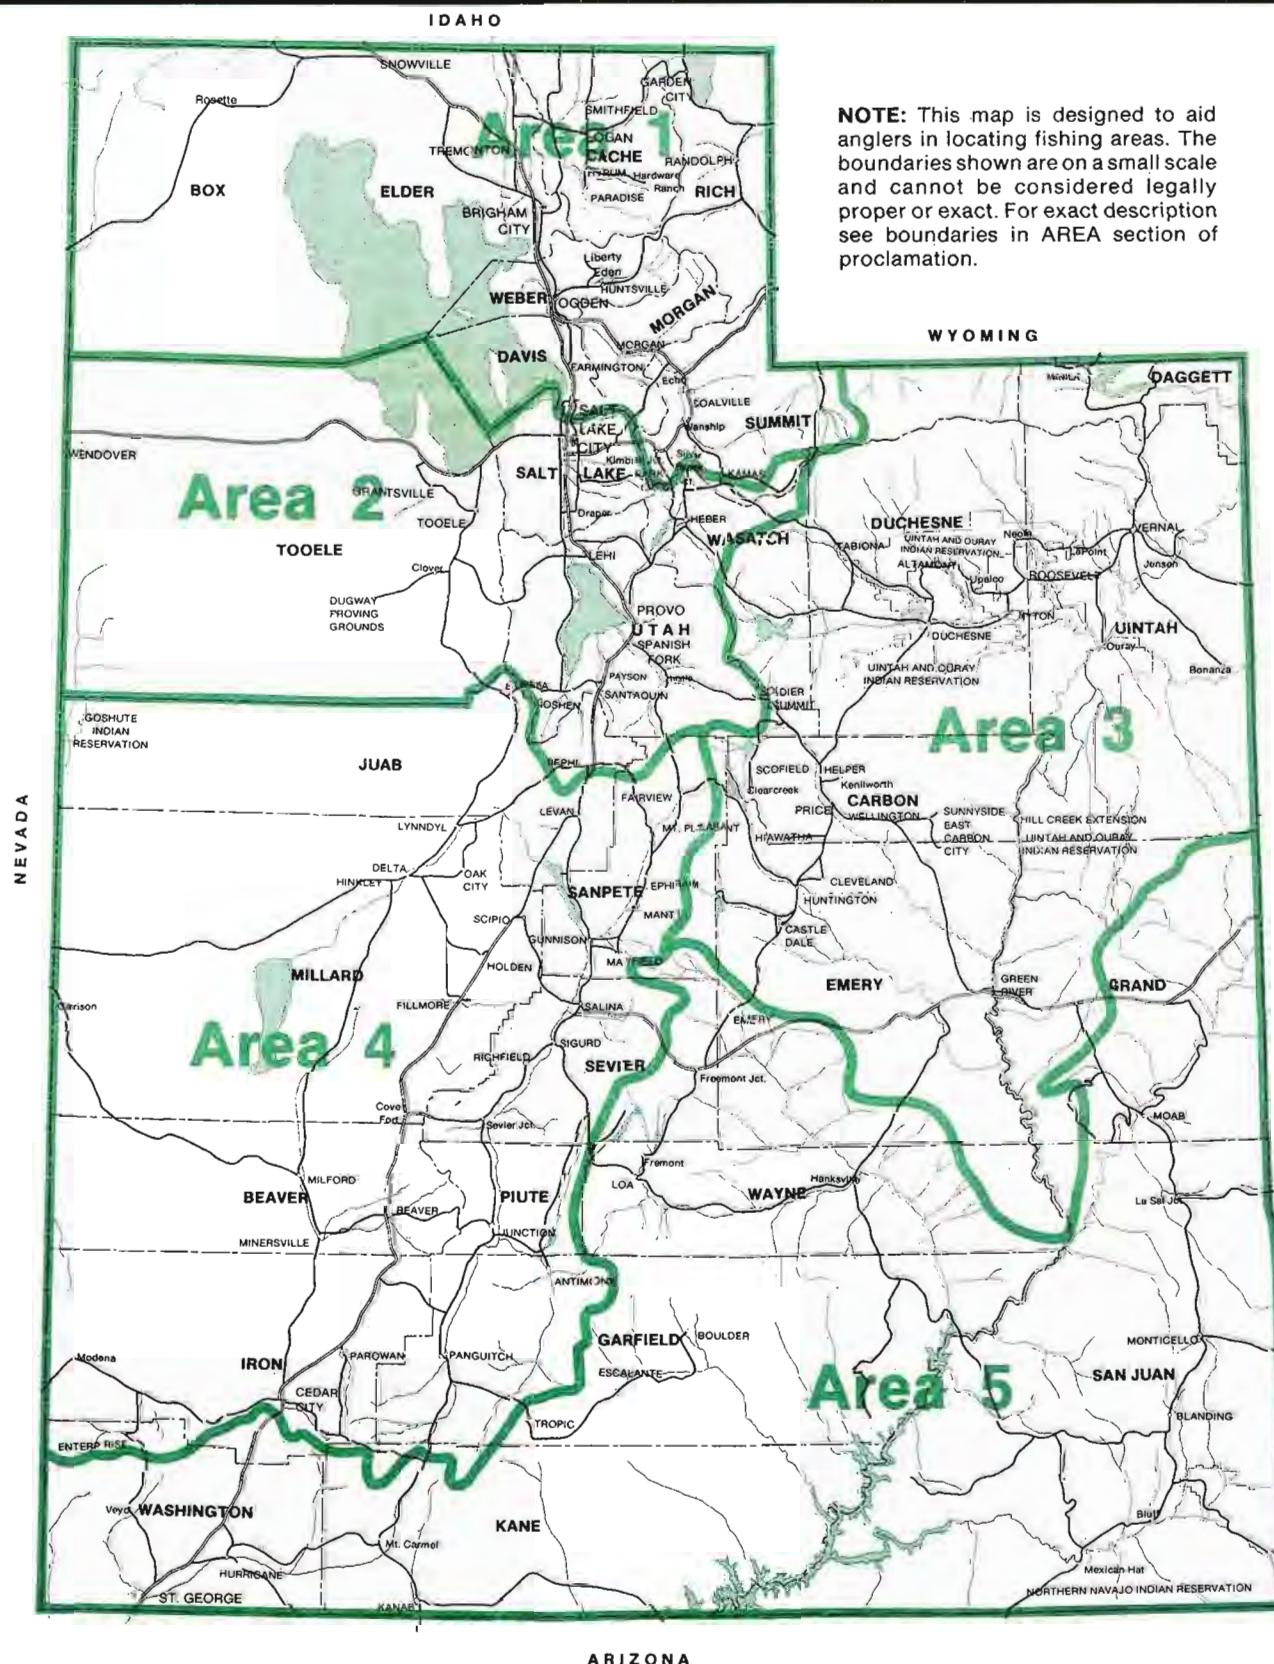 IDAHO
SNOWVILLE
GARDEN
CITY
Rosette
SMITHFIELD
Area 1
LOGAN
TREMONTON
CACHE
RANDOLPH
HYRUM
Hardware
Ranch
BOX
ELDER
RICH
PARADISE
BRIGHAM
CITY
NOTE: This map is designed to aid
anglers in locating fishing areas. The
boundaries shown are on a small scale
and cannot be considered legally
proper or exact. For exact description
see boundaries in AREA section of
proclamation.
Liberty
Eden
HUNTSVILLE
WEBER
OGDEN
MORGAN
WYOMING
MORGAN
DAVIS
FARMINGTON
Echo
MANILA
DAGGETT
COALVILLE
SALT
LAKE
CITY
Wanship
SUMMIT
WENDOVER
SALT LAKE
KAMAS
Area 2
GRANTSVILLE
TOOELE
Draper
HEBER
DUCHESNE
WASATCH
TABIONA
UINTAH AND OURAY
INDIAN RESERVATION
Neola
VERNAL
LaPoint
TOOELE
LEHI
ALTAMONT
Upalco
ROOSEVELT
Jensen
Clover
DUGWAY
PROVING
GROUNDS
PROVO
UTAH
SPANISH
FORK
DUCHESNE
UINTAH
Ouray
UINTAH AND OURAY
INDIAN RESERVATION
Bonanza
EUREKA
PAYSON
SANTAQUIN
GOSHEN
SOLDIER
SUMMIT
GOSHUTE
INDIAN
RESERVATION
Area 3
JUAB
NEPHI
SCOFIELD
HELPER
Kenilworth
Clearcreek
NEVADA
LEVAN
FAIRVIEW
PRICE
CARBON
WELLINGTON
SUNNYSIDE
EAST
CARBON
CITY
HILL CREEK EXTENSION
UINTAH AND OURAY
INDIAN RESERVATION
LYNNDYL
MT. PLEASANT
HIAWATHA
DELTA
HINKLEY
OAK
CITY
SANPETE
EPHRAIM
CLEVELAND
HUNTINGTON
SCIPIO
MANTI
GUNNISON
CASTLE
DALE
MAYFIELD
HOLDEN
MILLARD
EMERY
GREEN
RIVER
GRAND
Garrison
FILLMORE
SALINA
EMERY
Area 4
RICHFIELD
SIGURD
SEVIER
Freemont Jct.
Cove
Fort
Sevier Jct.
MOAB
Fremont
MILFORD
LOA
Hanksville
BEAVER
PIUTE
WAYNE
La Sal Jct.
BEAVER
MINERSVILLE
JUNCTION
ANTIMONY
GARFIELD
BOULDER
MONTICELLO
Modena
IRON
PAROWAN
PANGUITCH
ESCALANTE
Area 5
SAN JUAN
CEDAR
CITY
TROPIC
BLANDING
ENTERPRISE
Veyo
WASHINGTON
KANE
Bluff
Mt. Carmel
HURRICANE
Mexican Hat
NORTHERN NAVAJO INDIAN RESERVATION
ST. GEORGE
KANAB
ARIZONA